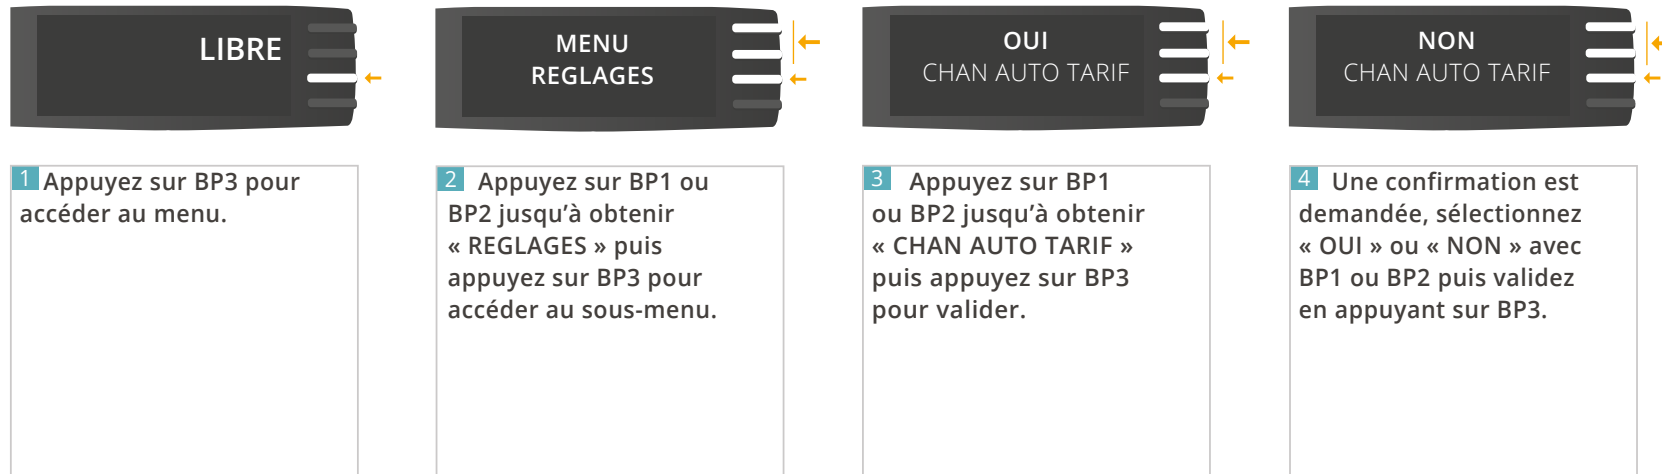 LIBRE
MENU
REGLAGES
OUI
CHAN AUTO TARIF
NON
CHAN AUTO TARIF
1 Appuyez sur BP3 pour
accéder au menu.
2 Appuyez sur BP1 ou
BP2 jusqu’à obtenir
« REGLAGES » puis
appuyez sur BP3 pour
accéder au sous-menu.
3 Appuyez sur BP1
ou BP2 jusqu’à obtenir
« CHAN AUTO TARIF »
puis appuyez sur BP3
pour valider.
4 Une confirmation est
demandée, sélectionnez
« OUI » ou « NON » avec
BP1 ou BP2 puis validez
en appuyant sur BP3.